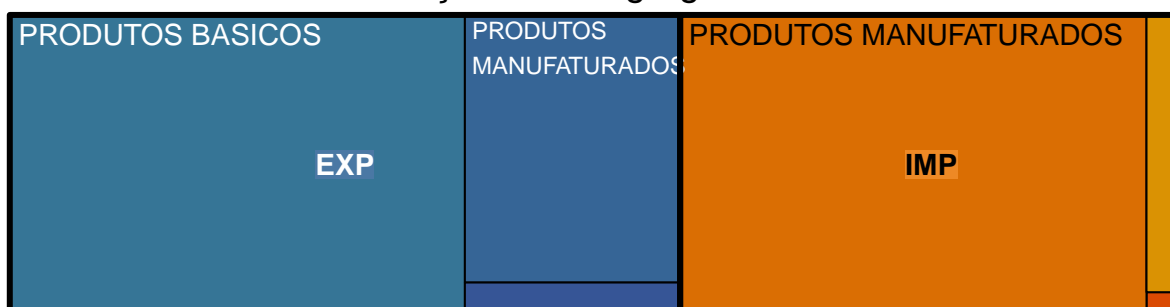 PRODUTOS BASICOS
PRODUTOS
MANUFATURADOS
PRODUTOS MANUFATURADOS
EXP
IMP